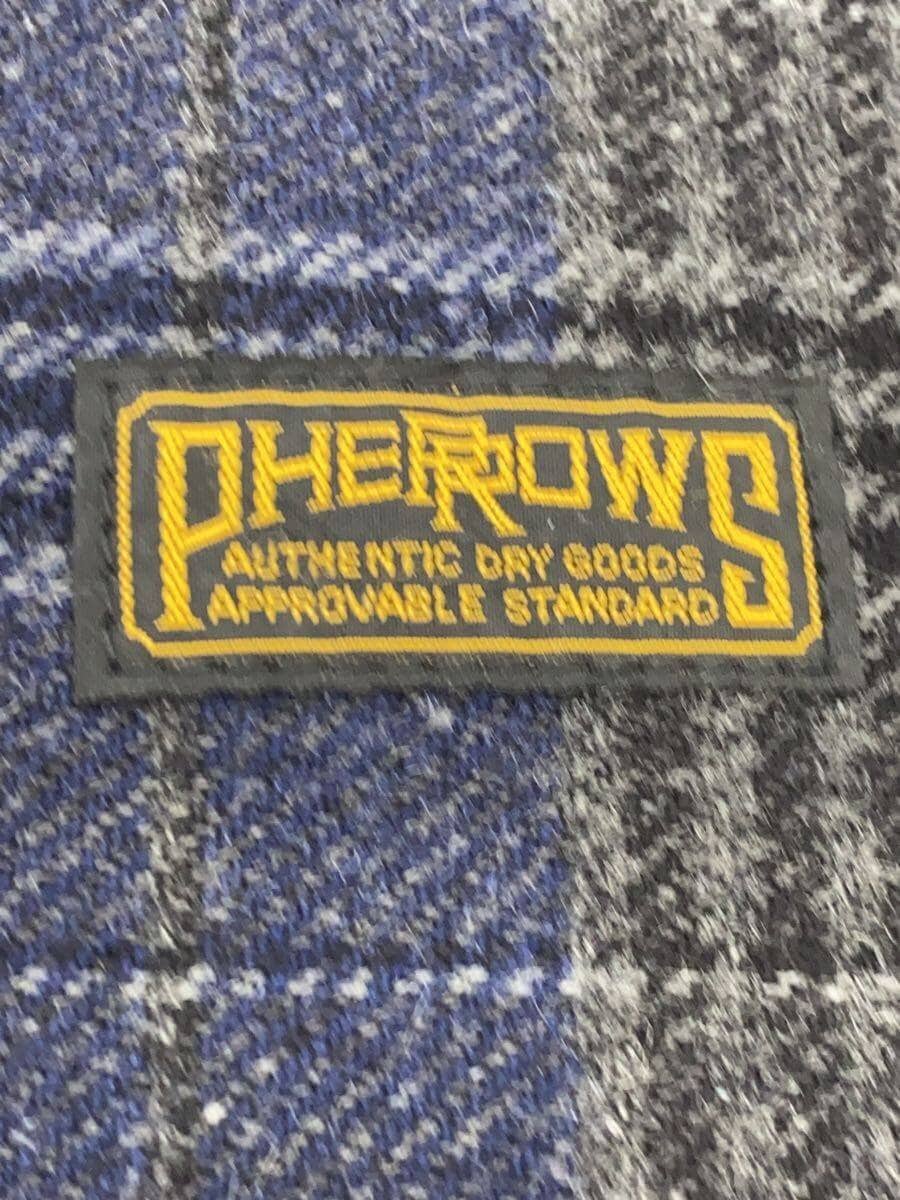 PHERROWS
AUTHENTIC DRY GOODS
APPROVABLE STANDARD